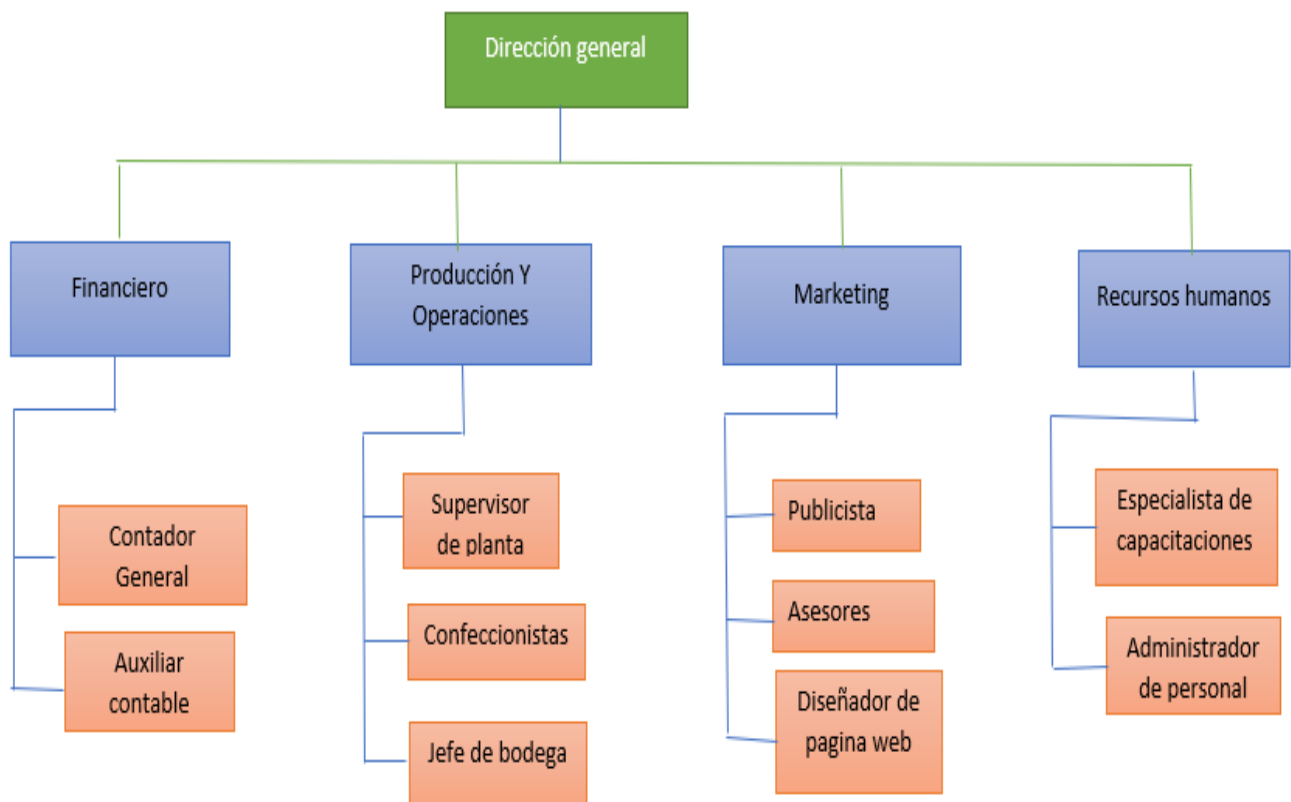 Dirección general
Financiero
Producción Y
Operaciones
Marketing
Recursos humanos
Contador
General
Auxiliar
contable
Supervisor
de planta
Confeccionistas
Jefe de bodega
Publicista
Asesores
Diseñador de
pagina web
Especialista de
capacitaciones
Administrador
de personal